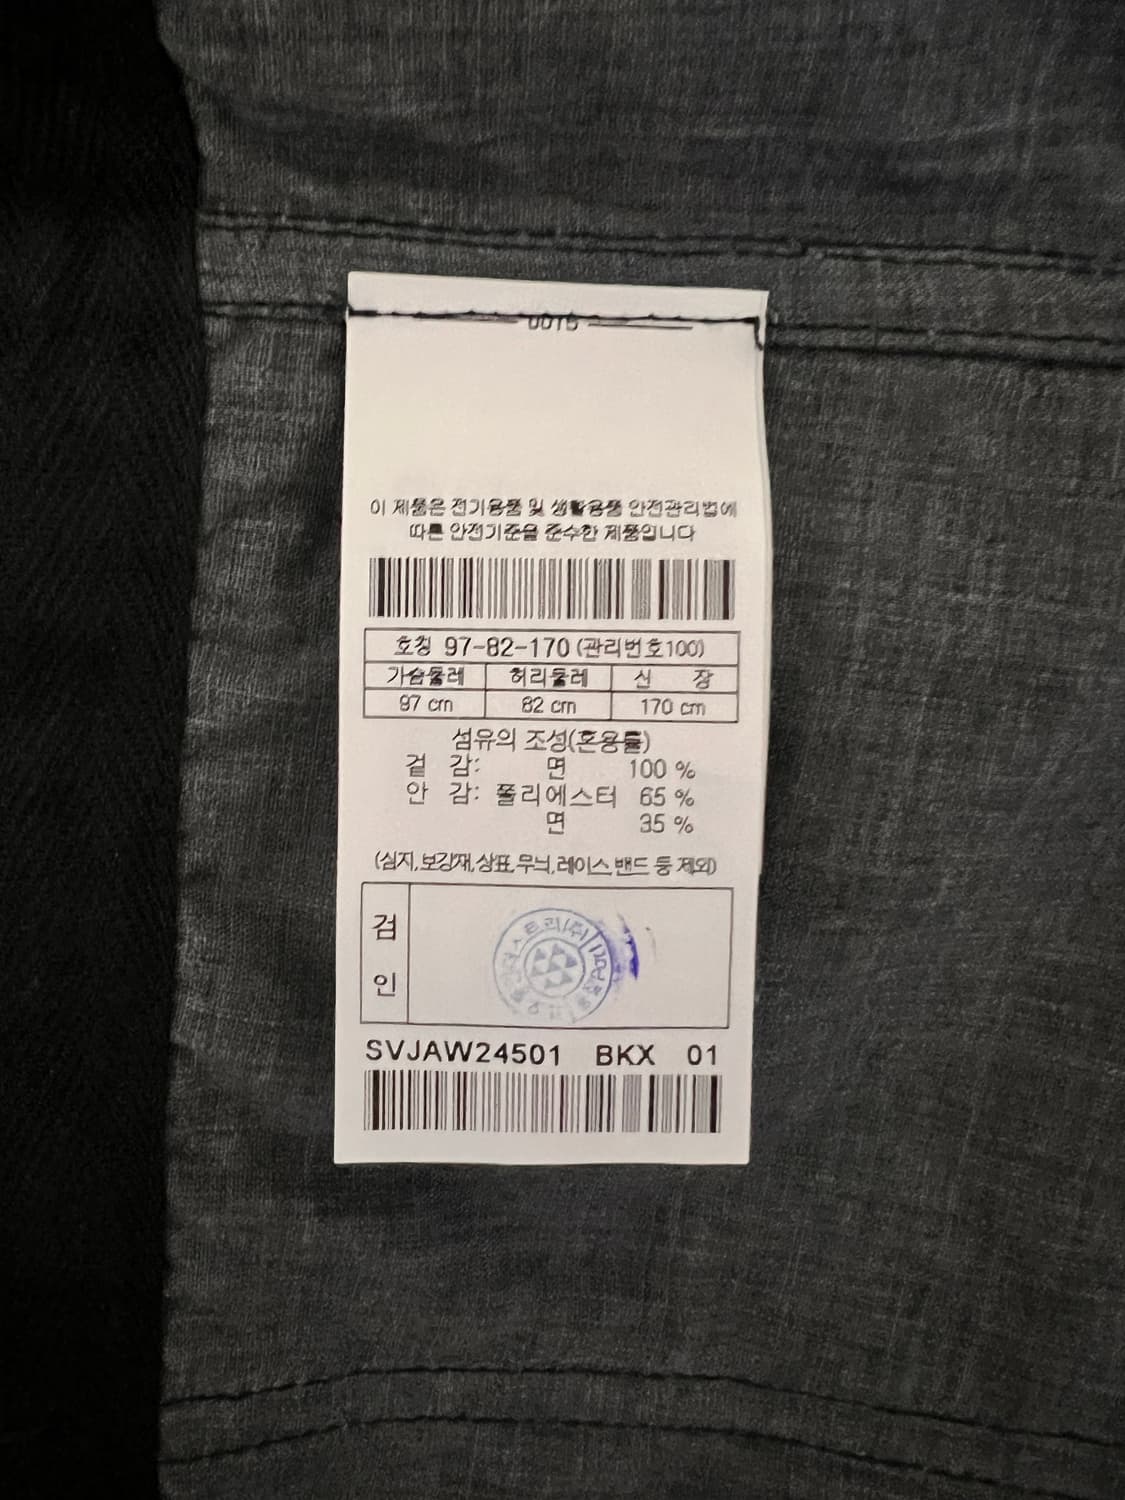 0015
이 제품은 전기용품 및 생활용품 안전관리법에
따른 안전기준을 준수한 제품입니다
호칭 97-82-170 (관리번호100)
가슴둘레 허리둘레 신 장
97 cm 82 cm 170 cm
섬유의 조성(혼용률)
겉 감: 면 100 %
안 감: 폴리에스터 65 %
면 35 %
(심지,보강재,상표,무늬,레이스,밴드 등 제외)
검
인
SVJAW24501 BKX 01